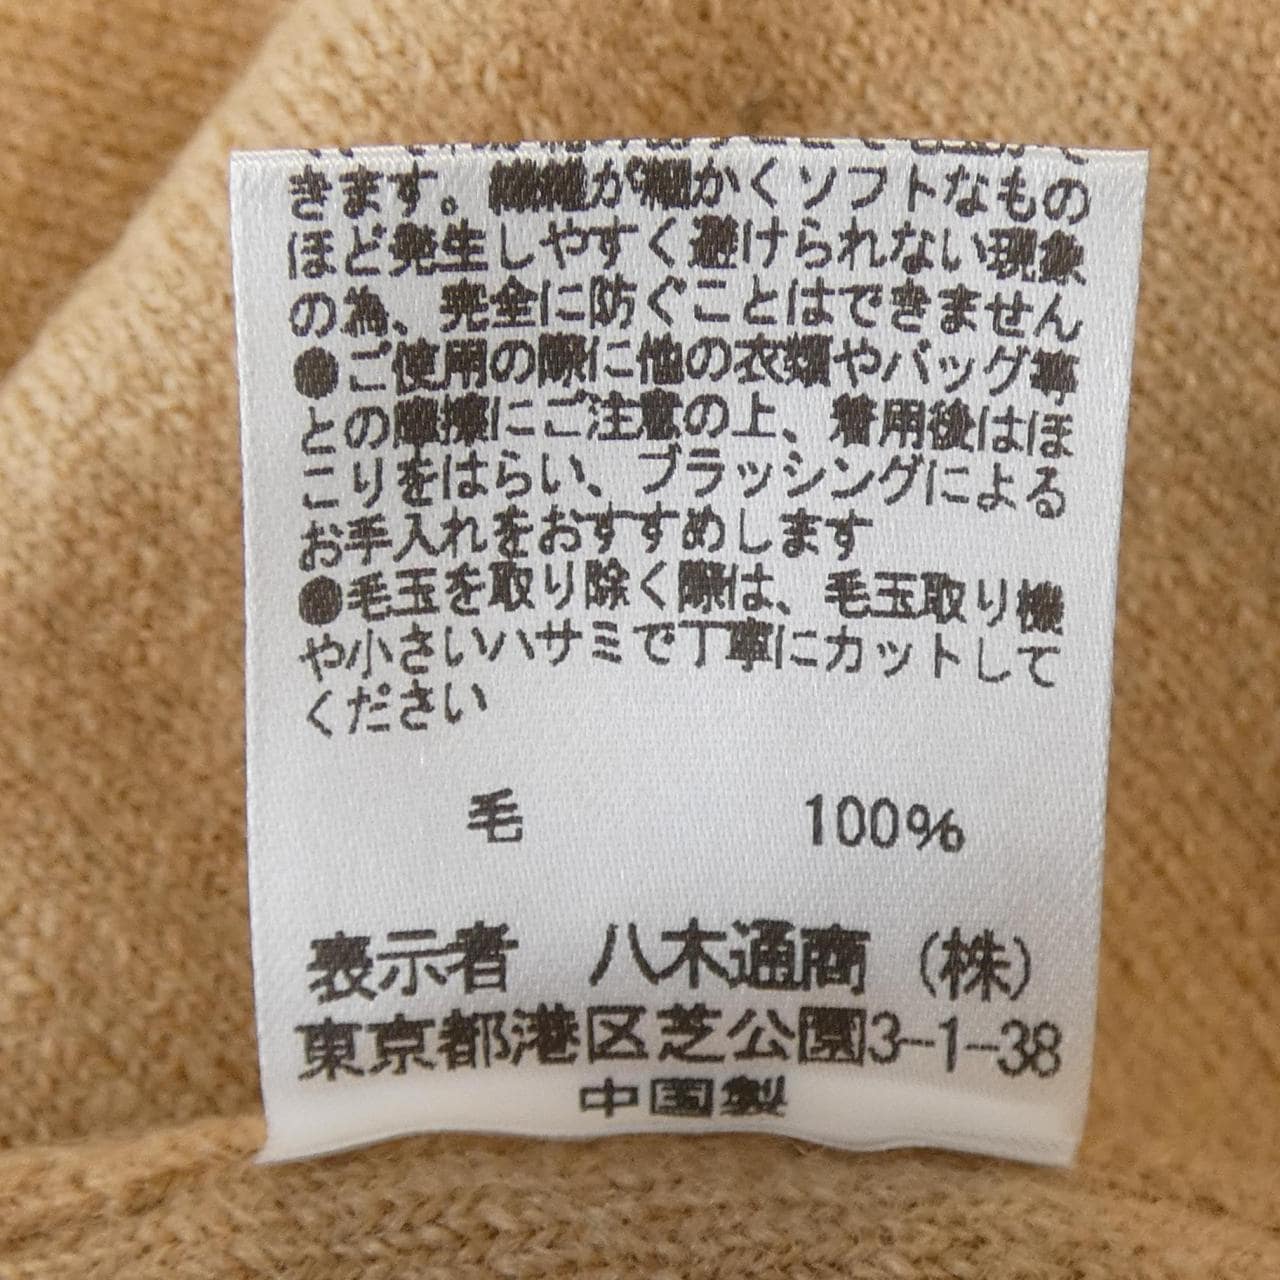 きます。繊維が細かくソフトなもの
ほど発生しやすく避けられない現象
の為、完全に防ぐことはできません
●ご使用の際に他の衣類やバッグ等
との摩擦にご注意の上、着用後はほ
こりをはらい、ブラッシングによる
お手入れをおすすめします
●毛玉を取り除く際は、毛玉取り機
や小さいハサミで丁寧にカットして
ください
毛 100%
表示者 八木通商(株)
東京都港区芝公園3-1-38
中国製